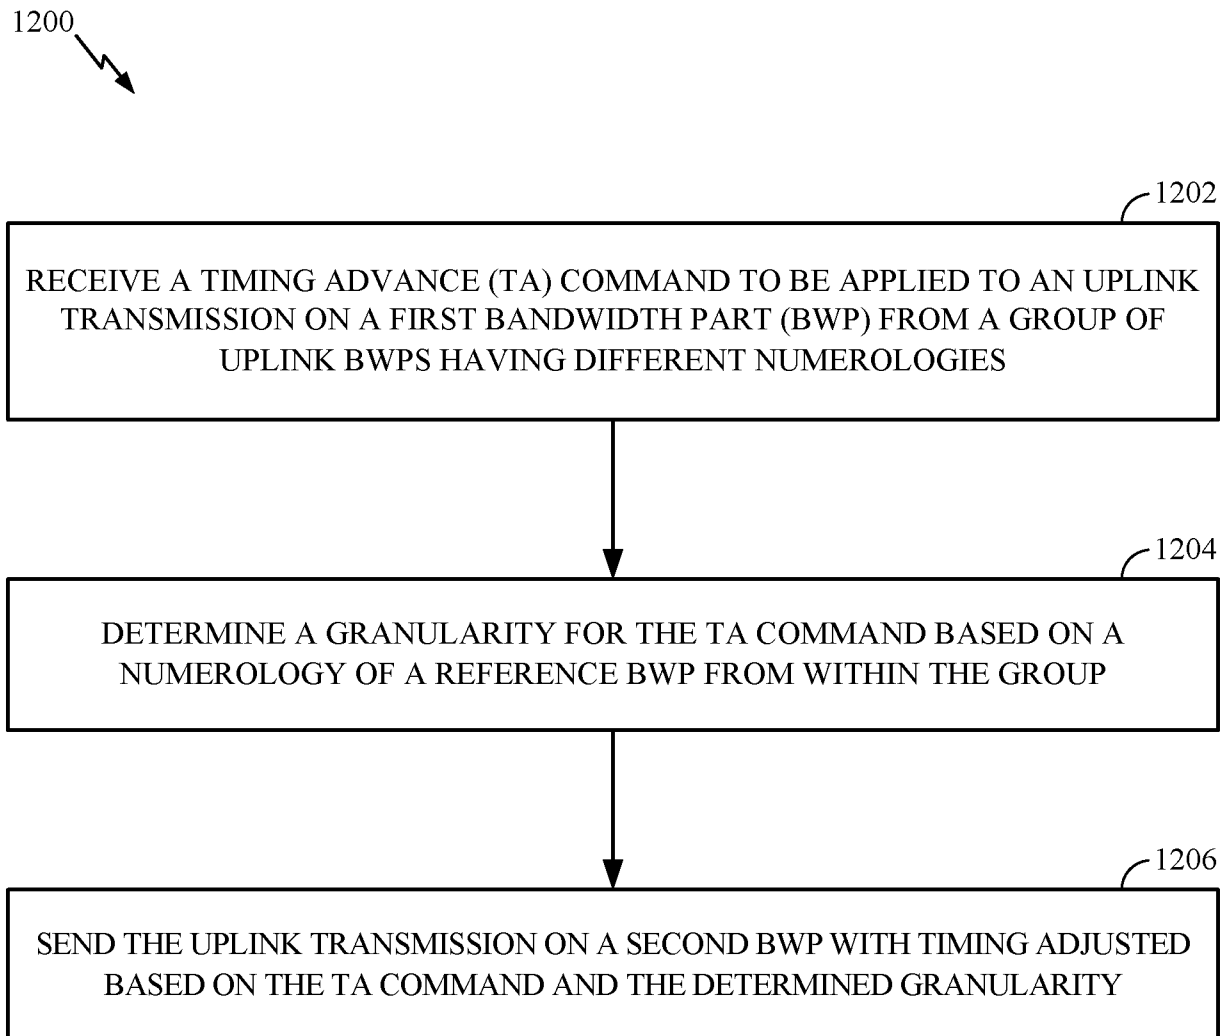 1200
1202
RECEIVE A TIMING ADVANCE (TA) COMMAND TO BE APPLIED TO AN UPLINK
TRANSMISSION ON A FIRST BANDWIDTH PART (BWP) FROM A GROUP OF
UPLINK BWPS HAVING DIFFERENT NUMEROLOGIES
1204
DETERMINE A GRANULARITY FOR THE TA COMMAND BASED ON A
NUMEROLOGY OF A REFERENCE BWP FROM WITHIN THE GROUP
1206
SEND THE UPLINK TRANSMISSION ON A SECOND BWP WITH TIMING ADJUSTED
BASED ON THE TA COMMAND AND THE DETERMINED GRANULARITY